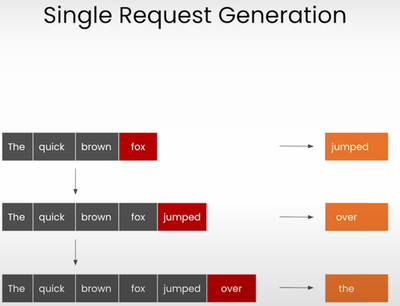 Single Request Generation
The quick brown fox jumped
The quick brown fox jumped over
The quick brown fox jumped over the